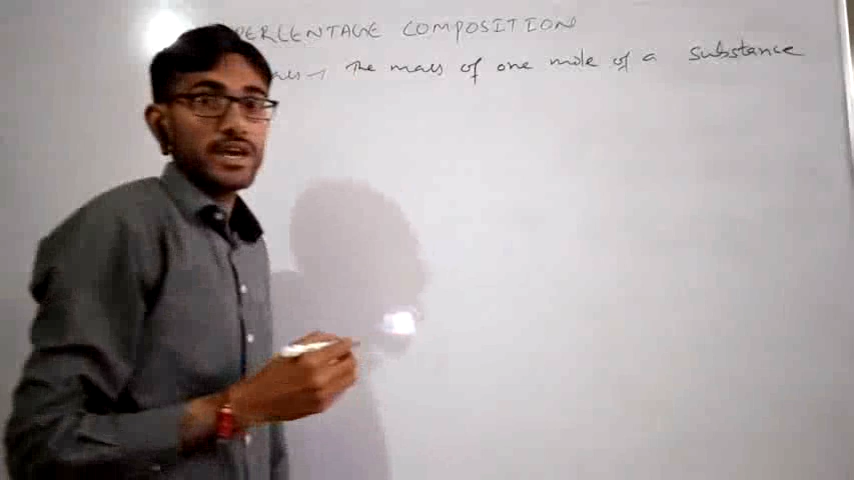 PERCENTAGE COMPOSITION
The mass of one mole of a substance